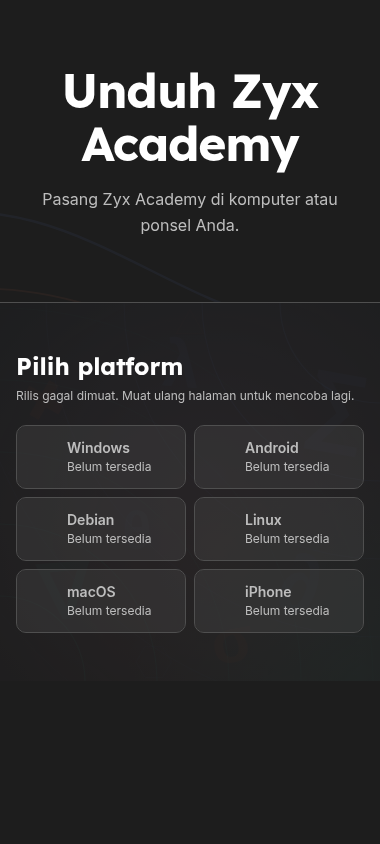 Unduh Zyx
Academy
Pasang Zyx Academy di komputer atau
ponsel Anda.
Pilih platform
Rilis gagal dimuat. Muat ulang halaman untuk mencoba lagi.
Windows
Belum tersedia
Android
Belum tersedia
Debian
Belum tersedia
Linux
Belum tersedia
macOS
Belum tersedia
iPhone
Belum tersedia